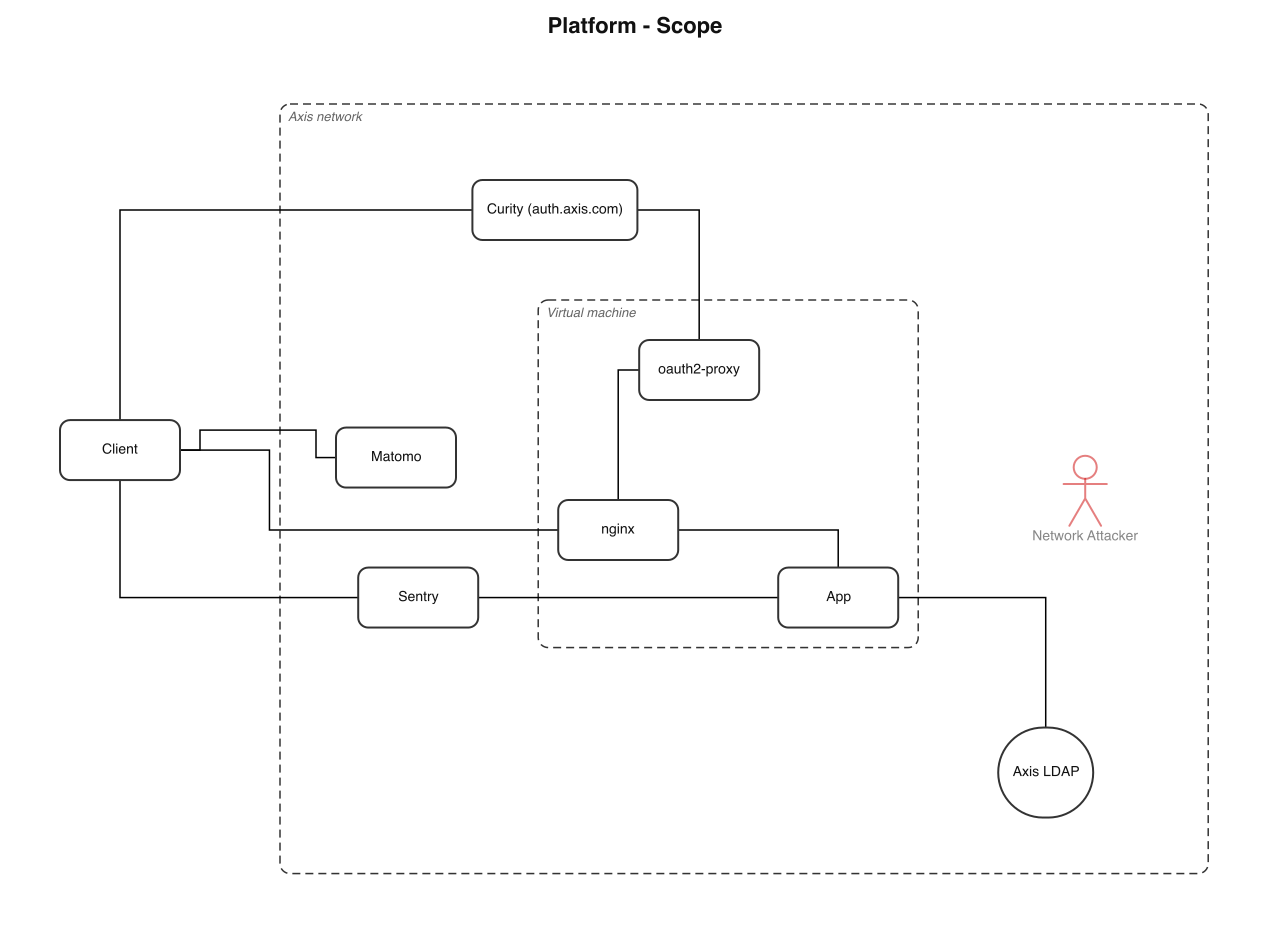 Platform - Scope
Axis network
Curity (auth.axis.com)
Virtual machine
oauth2-proxy
Client
Matomo
nginx
Network Attacker
Sentry
App
Axis LDAP